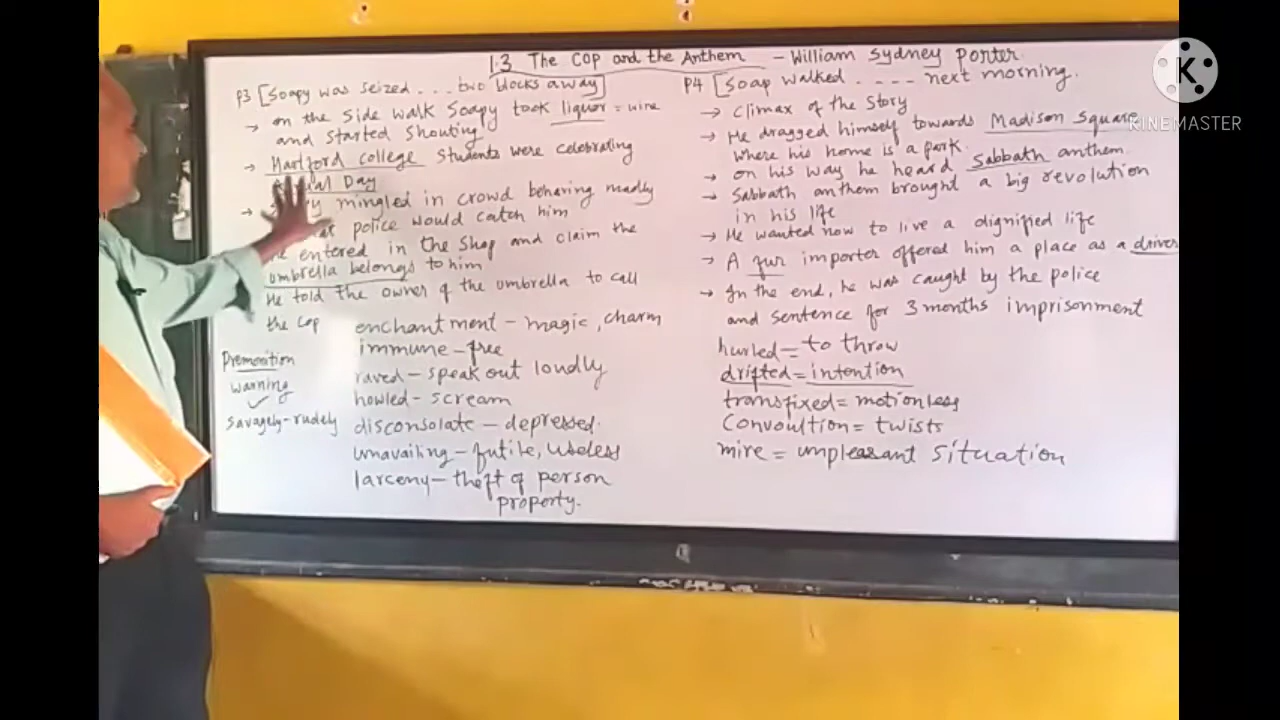 1.3 The Cop and the Anthem - William Sydney Porter
P3 [Soapy was seized . . . two blocks away]
→ on the side walk Soapy took liquor = wine
and started shouting
→ Hartford college students were celebrating
Day
→ mingled in crowd behaving madly
police would catch him
entered in the shop and claim the
umbrella belongs to him
He told the owner of the umbrella to call
the cop
enchantment - magic, charm
immune - free
raved - speak out loudly
howled - scream
disconsolate - depressed.
unavailing - futile, useless
larceny - theft of person
property.
Premonition
warning
savagely - rudely
P4 [Soap walked . . . . next morning.
→ Climax of the story
→ He dragged himself towards Madison Square
where his home is a park.
→ on his way he heard Sabbath anthem.
→ Sabbath anthem brought a big revolution
in his life
→ He wanted now to live a dignified life
→ A fur importer offered him a place as a driver
→ In the end, he was caught by the police
and sentence for 3 months imprisonment
hurled = to throw
drifted = intention
transfixed = motionless
Convoultion = twists
mire = unpleasant situation
K
KINEMASTER